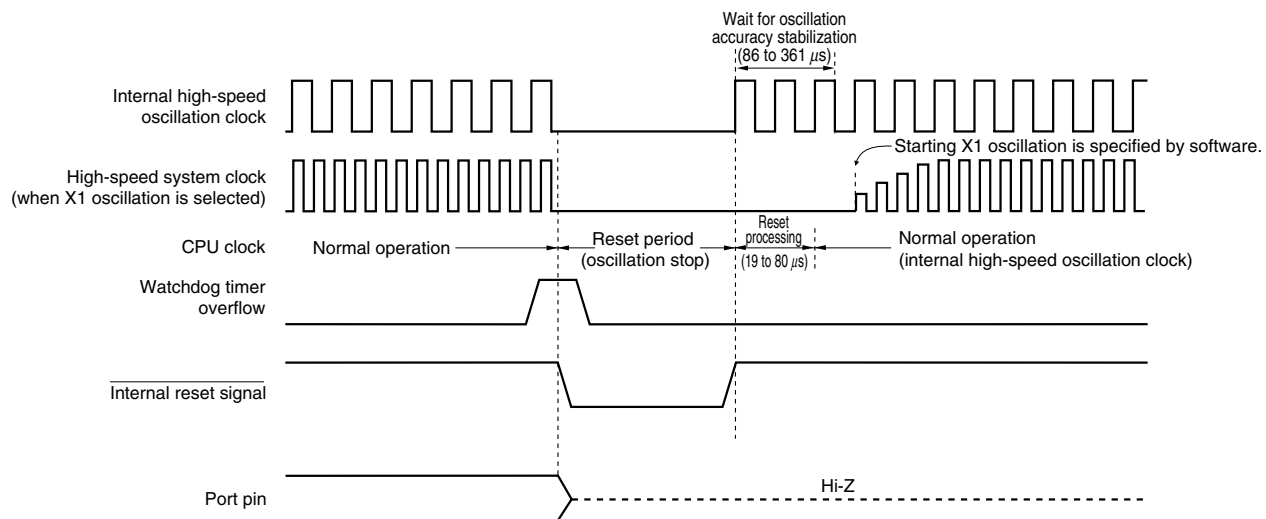 Wait for oscillation
accuracy stabilization
(86 to 361 μs)
Internal high-speed
oscillation clock
Starting X1 oscillation is specified by software.
High-speed system clock
(when X1 oscillation is selected)
CPU clock
Normal operation
Reset period
(oscillation stop)
Reset
processing
(19 to 80 μs)
Normal operation
(internal high-speed oscillation clock)
Watchdog timer
overflow
Internal reset signal
Port pin
Hi-Z